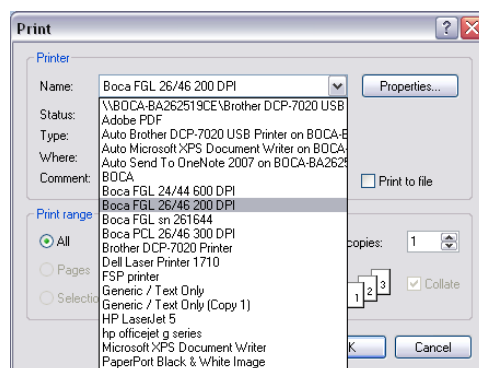 Print
Printer
Name:
Boca FGL 26/46 200 DPI
Properties...
\\BOCA-BA262519CE\Brother DCP-7020 USB
Status:
Adobe PDF
Type:
Auto Brother DCP-7020 USB Printer on BOCA-B
Auto Microsoft XPS Document Writer on BOCA-
Where:
Auto Send To OneNote 2007 on BOCA-BA262
Comment:
BOCA
Print to file
Boca FGL 24/44 600 DPI
Boca FGL 26/46 200 DPI
Print range
Boca FGL sn 261644
All
Boca PCL 26/46 300 DPI
copies:
1
Brother DCP-7020 Printer
Pages
Dell Laser Printer 1710
FSP printer
1 2 3
Collate
Selectio
Generic / Text Only
Generic / Text Only (Copy 1)
HP LaserJet 5
hp officejet g series
Microsoft XPS Document Writer
K
Cancel
PaperPort Black & White Image